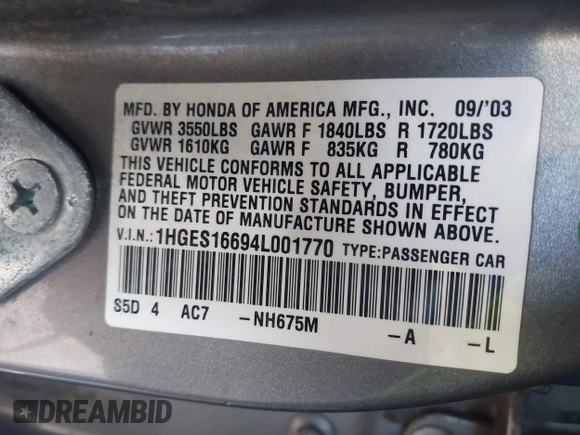 MFD. BY HONDA OF AMERICA MFG., INC. 09/'03
GVWR 3550LBS GAWR F 1840LBS R 1720LBS
GVWR 1610KG GAWR F 835KG R 780KG
THIS VEHICLE CONFORMS TO ALL APPLICABLE
FEDERAL MOTOR VEHICLE SAFETY, BUMPER,
AND THEFT PREVENTION STANDARDS IN EFFECT
ON THE DATE OF MANUFACTURE SHOWN ABOVE.
V.I.N.: 1HGES16694L001770 TYPE:PASSENGER CAR
S5D 4 AC7 -NH675M -A -L
DREAMBID